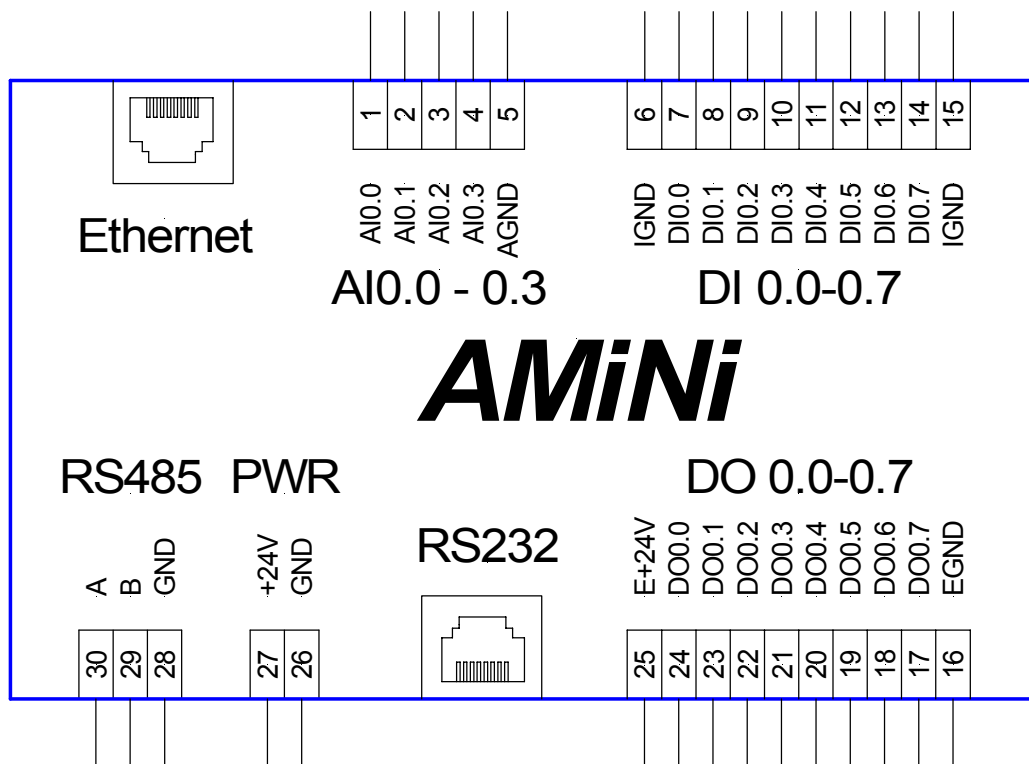 1 2 3 4 5 6 7 8 9 10 11 12 13 14 15
AI0.0 AI0.1 AI0.2 AI0.3 AGND IGND DI0.0 DI0.1 DI0.2 DI0.3 DI0.4 DI0.5 DI0.6 DI0.7 IGND
Ethernet
AI0.0 - 0.3 DI 0.0-0.7
AMiNi
RS485 PWR DO 0.0-0.7
RS232
A B GND +24V GND E+24V DO0.0 DO0.1 DO0.2 DO0.3 DO0.4 DO0.5 DO0.6 DO0.7 EGND
30 29 28 27 26 25 24 23 22 21 20 19 18 17 16